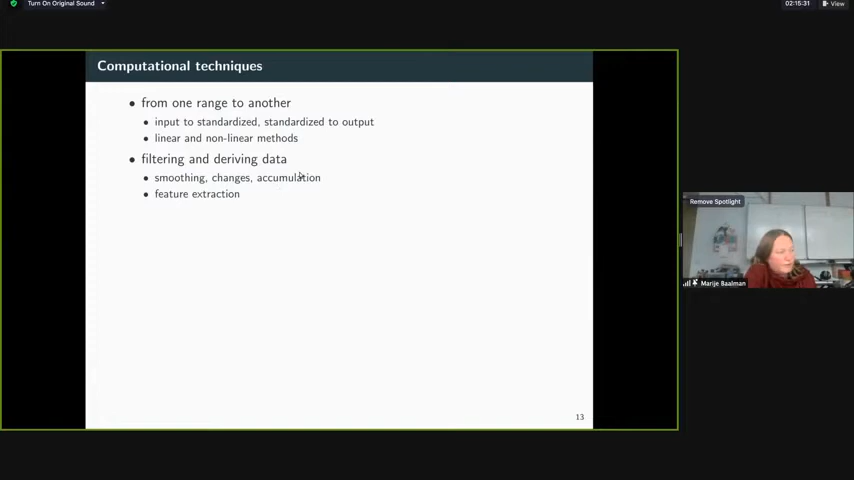 Turn On Original Sound
02:15:31
View
Computational techniques
from one range to another
input to standardized, standardized to output
linear and non-linear methods
filtering and deriving data
smoothing, changes, accumulation
feature extraction
13
Remove Spotlight
Marije Baalman